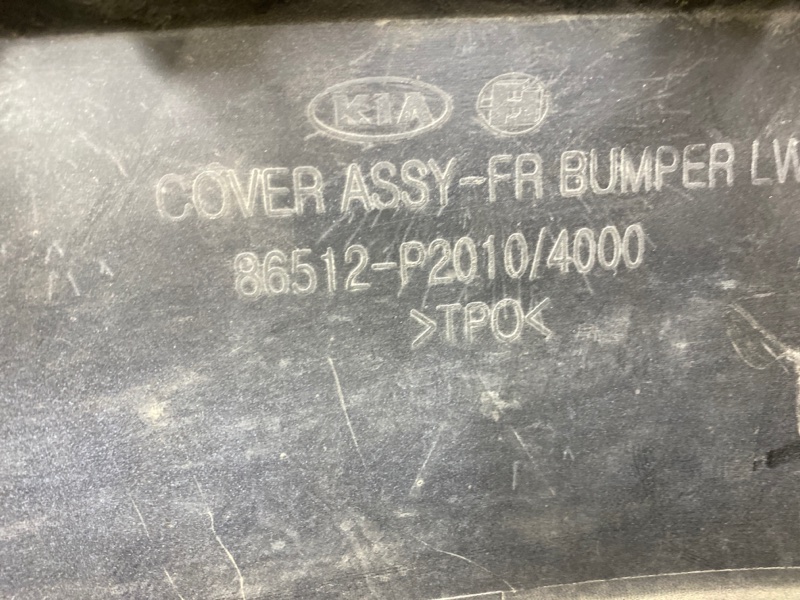 KIA
COVER ASSY-FR BUMPER LW
86512-P2010/4000
>TPO<